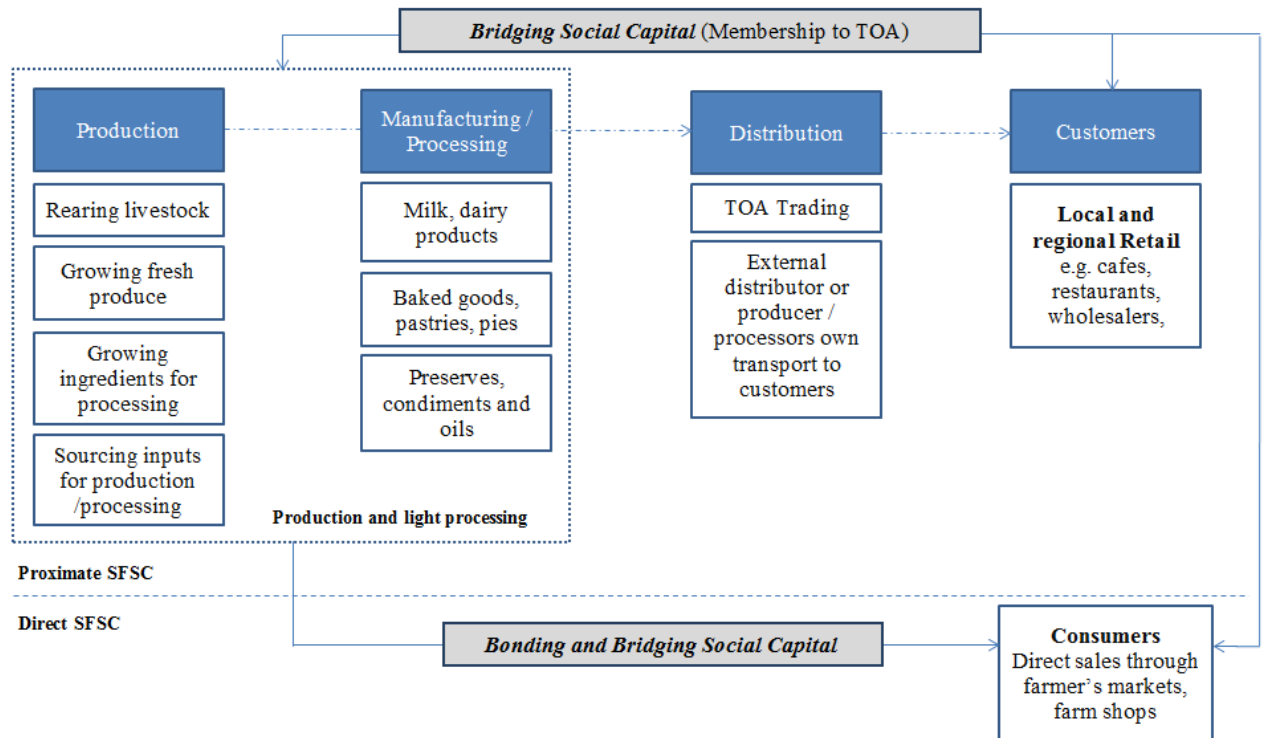 Bridging Social Capital (Membership to TOA)
Production
Manufacturing /
Processing
Distribution
Customers
Rearing livestock
Growing fresh
produce
Growing
ingredients for
processing
Sourcing inputs
for production
/processing
Milk, dairy
products
Baked goods,
pastries, pies
Preserves,
condiments and
oils
TOA Trading
External
distributor or
producer /
processors own
transport to
customers
Local and
regional Retail
e.g. cafes,
restaurants,
wholesalers,
Production and light processing
Proximate SFSC
Direct SFSC
Bonding and Bridging Social Capital
Consumers
Direct sales through
farmer’s markets,
farm shops